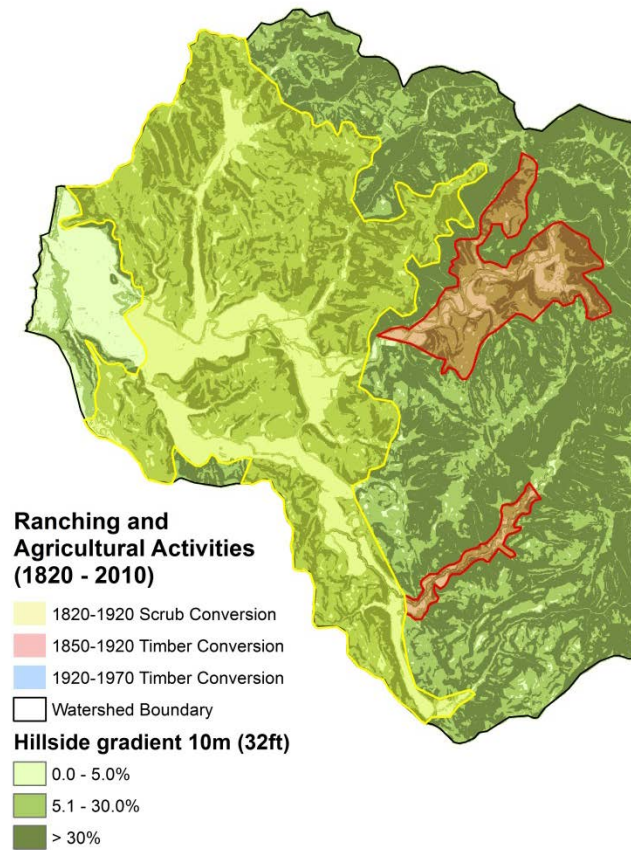 Ranching and
Agricultural Activities
(1820 - 2010)
1820-1920 Scrub Conversion
1850-1920 Timber Conversion
1920-1970 Timber Conversion
Watershed Boundary
Hillside gradient 10m (32ft)
0.0 - 5.0%
5.1 - 30.0%
> 30%